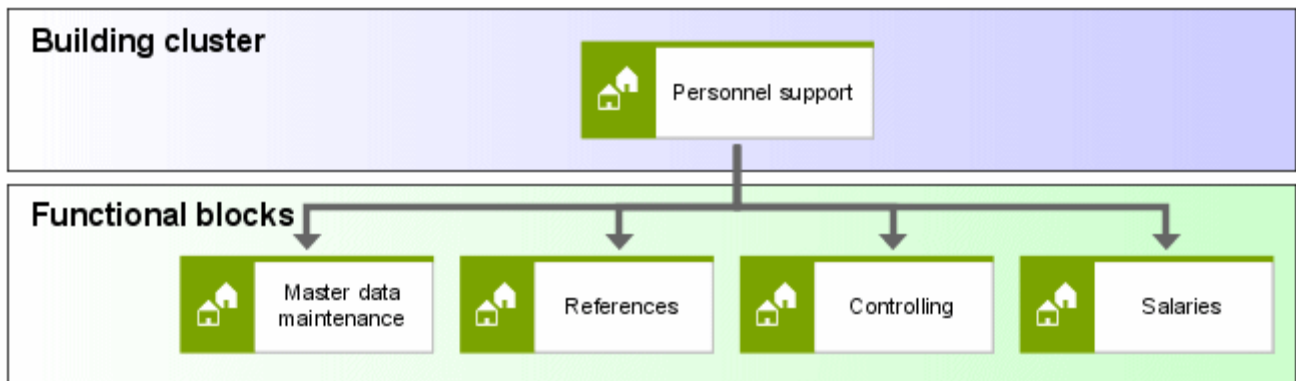 Building cluster
Personnel support
Functional blocks
Master data
maintenance
References
Controlling
Salaries